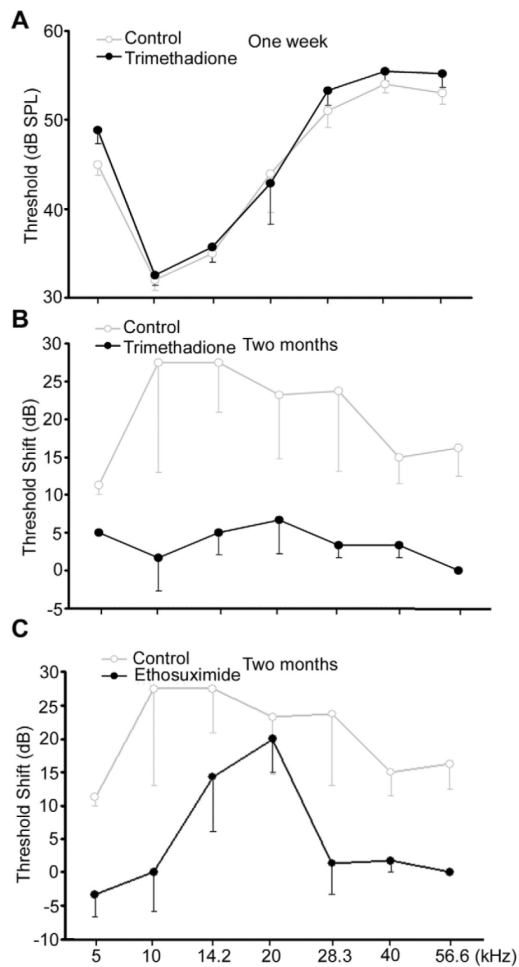 A
Control
One week
Trimethadione
Threshold (dB SPL)
60
50
40
30
B
Control
Trimethadione Two months
Threshold Shift (dB)
30
25
20
15
10
5
0
-5
C
Control
Two months
Ethosuximide
Threshold Shift (dB)
30
25
20
15
10
5
0
-5
-10
5 10 14.2 20 28.3 40 56.6 (kHz)